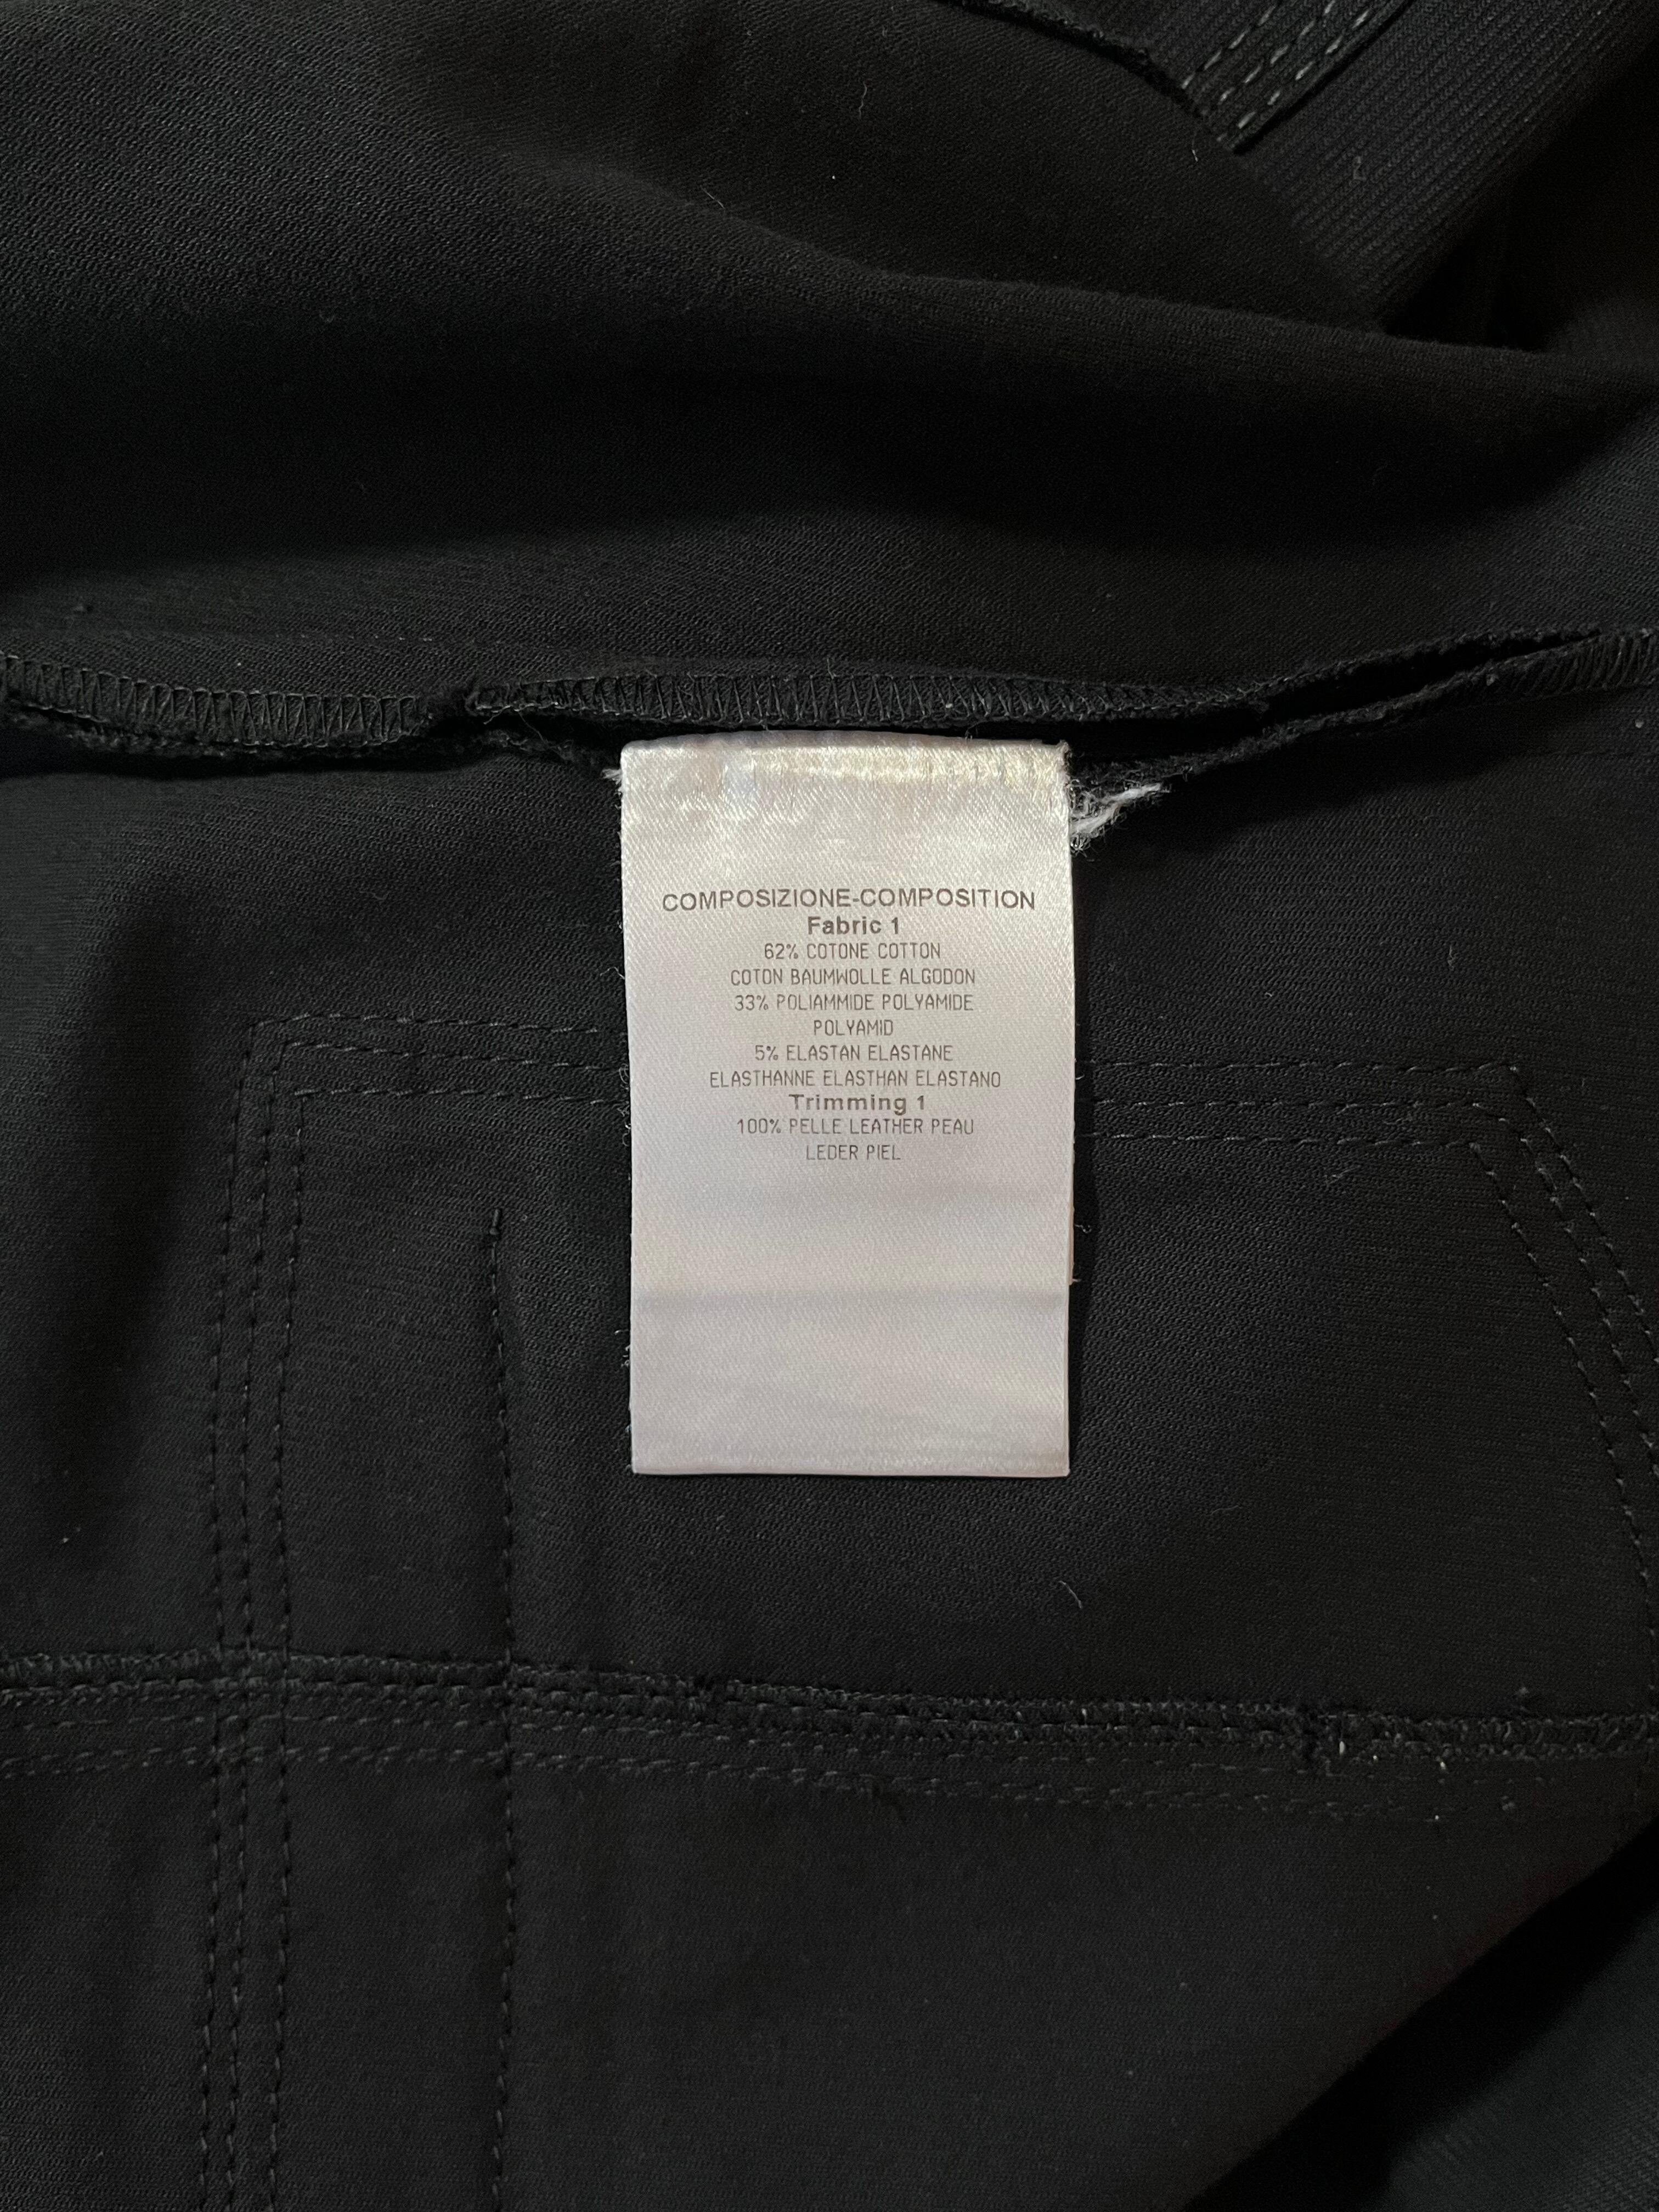 COMPOSIZIONE-COMPOSITION
Fabric 1
62% COTONE COTTON
COTON BAUMWOLLE ALGODON
33% POLIAMMIDE POLYAMIDE
POLYAMID
5% ELASTAN ELASTANE
ELASTHANNE ELASTHAN ELASTANO
Trimming 1
100% PELLE LEATHER PEAU
LEDER PIEL